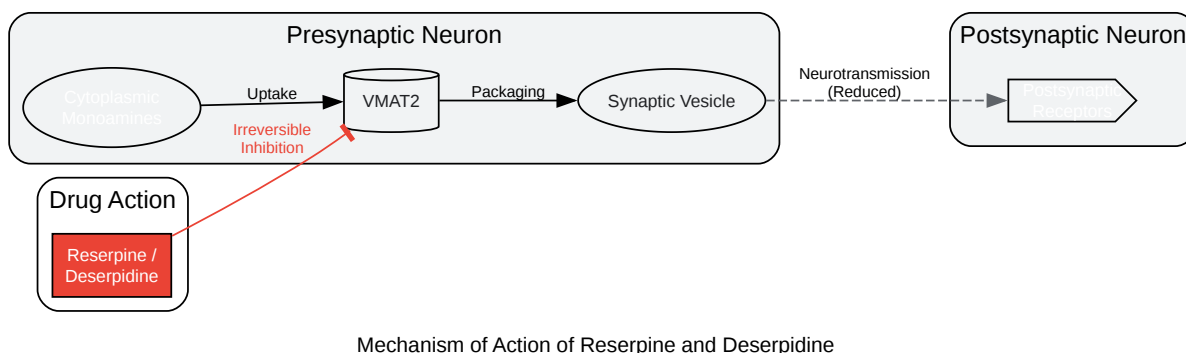 Presynaptic Neuron
Postsynaptic Neuron
Cytoplasmic
Monoamines
Uptake
VMAT2
Packaging
Synaptic Vesicle
Neurotransmission
(Reduced)
Postsynaptic
Receptors
Irreversible
Inhibition
Drug Action
Reserpine /
Deserpidine
Mechanism of Action of Reserpine and Deserpidine